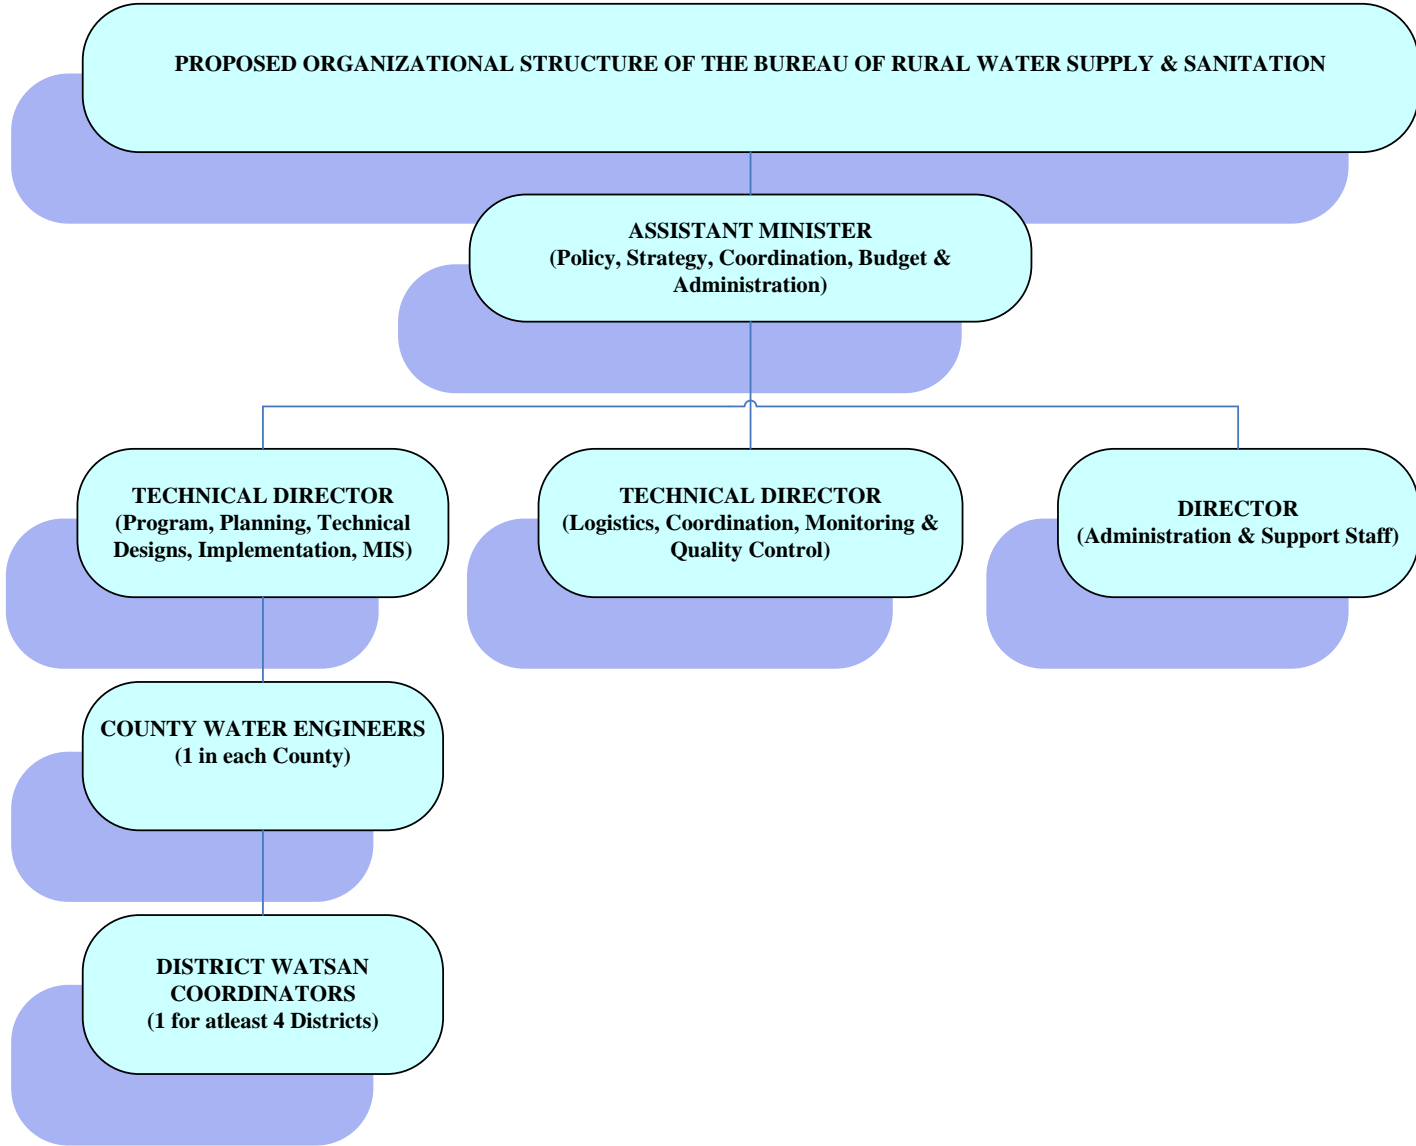 PROPOSED ORGANIZATIONAL STRUCTURE OF THE BUREAU OF RURAL WATER SUPPLY & SANITATION
ASSISTANT MINISTER
(Policy, Strategy, Coordination, Budget &
Administration)
TECHNICAL DIRECTOR
(Program, Planning, Technical
Designs, Implementation, MIS)
TECHNICAL DIRECTOR
(Logistics, Coordination, Monitoring &
Quality Control)
DIRECTOR
(Administration & Support Staff)
COUNTY WATER ENGINEERS
(1 in each County)
DISTRICT WATSAN
COORDINATORS
(1 for atleast 4 Districts)